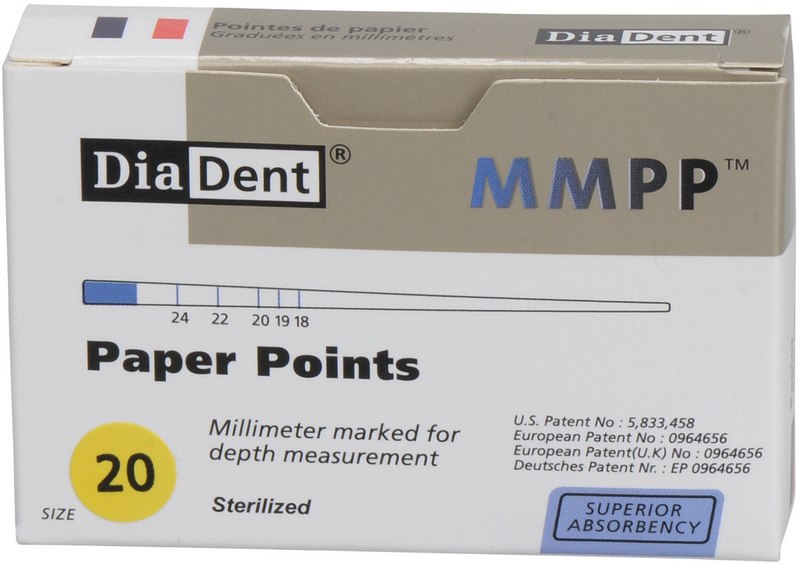 Pointes de papier
Graduées en millimètres
DiaDent®
DiaDent®
MMPP™
24 22 20 19 18
Paper Points
Millimeter marked for
depth measurement
SIZE 20
Sterilized
U.S. Patent No : 5,833,458
European Patent No : 0964656
European Patent(U.K) No : 0964656
Deutsches Patent Nr. : EP 0964656
SUPERIOR
ABSORBENCY